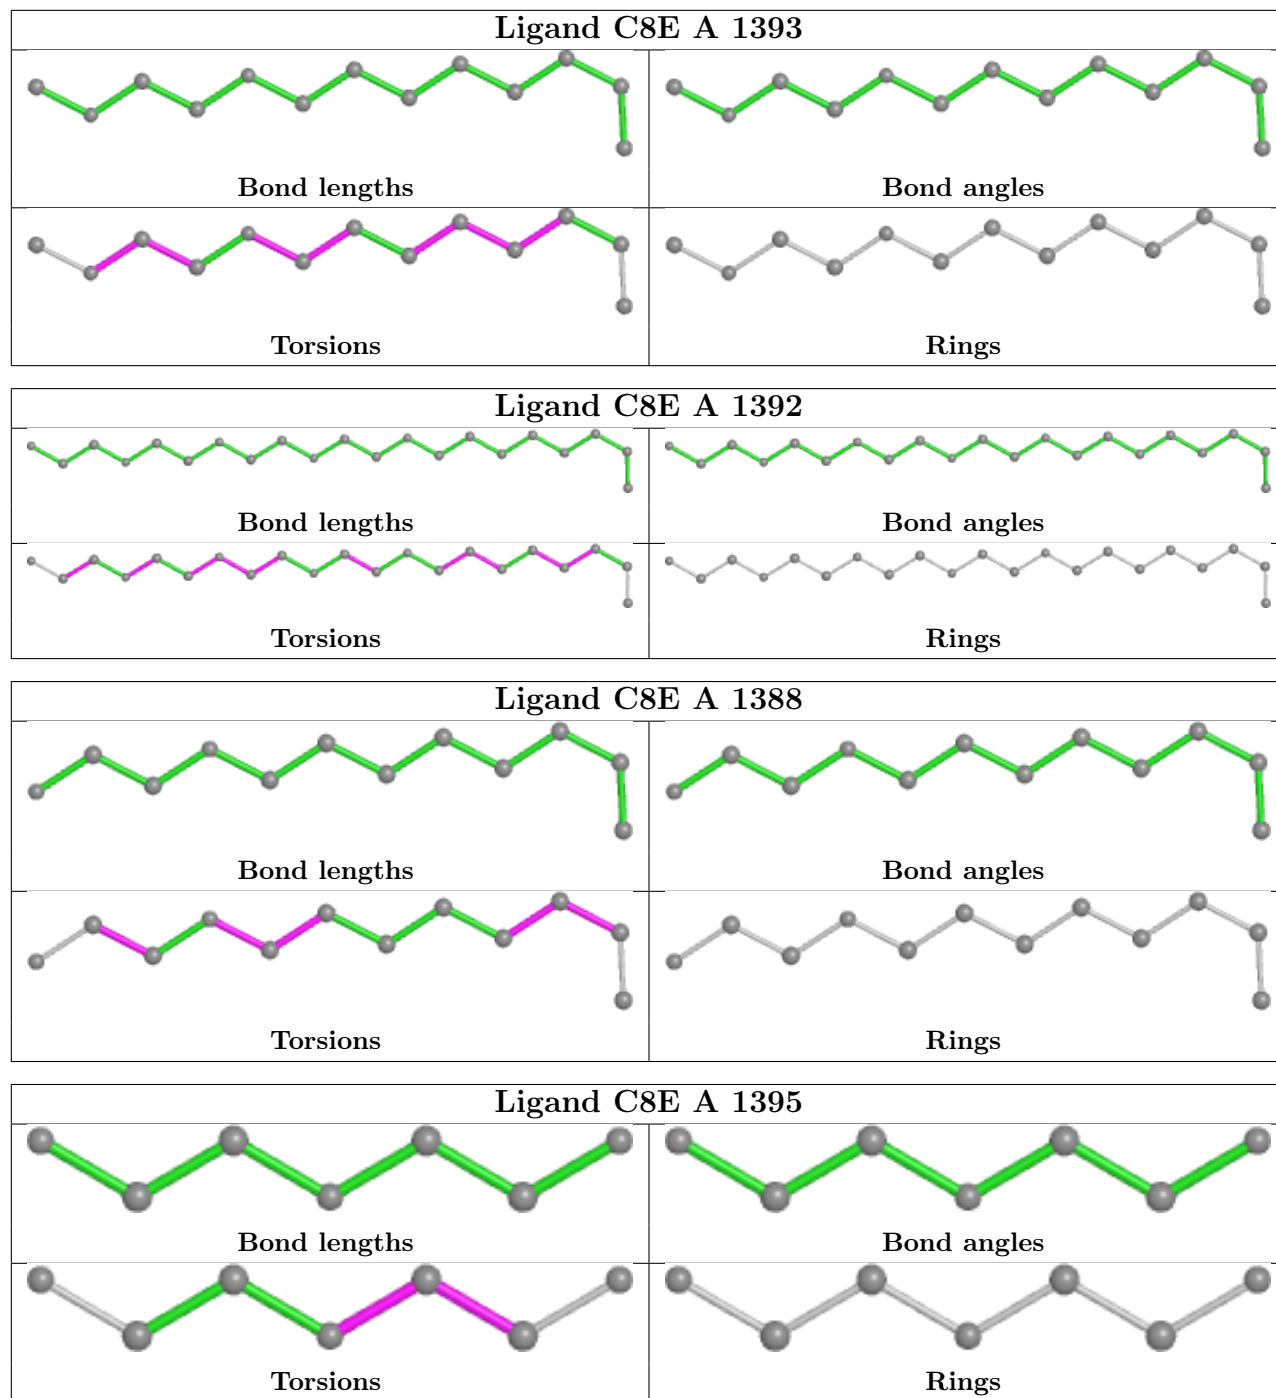 Ligand C8E A 1393
Bond lengths
Bond angles
Torsions
Rings
Ligand C8E A 1392
Bond lengths
Bond angles
Torsions
Rings
Ligand C8E A 1388
Bond lengths
Bond angles
Torsions
Rings
Ligand C8E A 1395
Bond lengths
Bond angles
Torsions
Rings